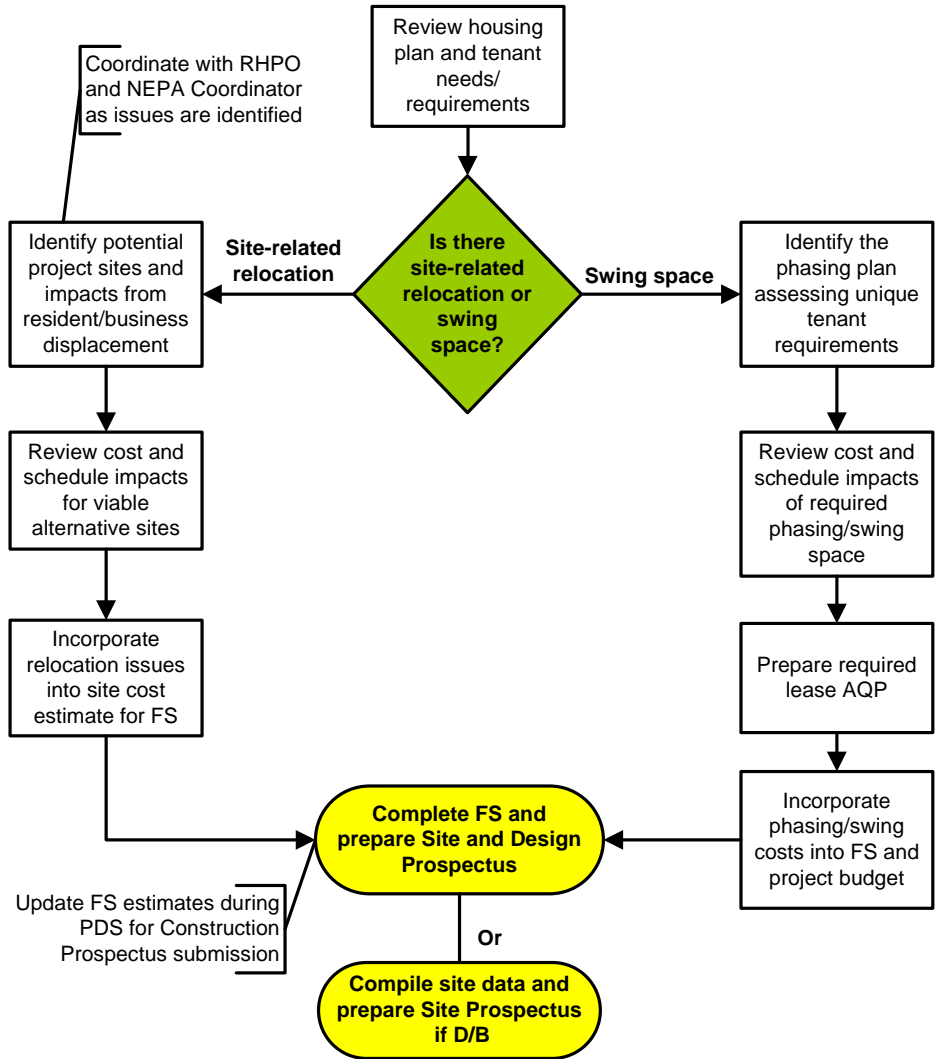 Review housing
plan and tenant
needs/
requirements
Coordinate with RHPO
and NEPA Coordinator
as issues are identified
Is there
site-related
relocation or
swing
space?
Site-related
relocation
Swing space
Identify potential
project sites and
impacts from
resident/business
displacement
Review cost and
schedule impacts
for viable
alternative sites
Incorporate
relocation issues
into site cost
estimate for FS
Identify the
phasing plan
assessing unique
tenant
requirements
Review cost and
schedule impacts
of required
phasing/swing
space
Prepare required
lease AQP
Incorporate
phasing/swing
costs into FS and
project budget
Complete FS and
prepare Site and Design
Prospectus
Update FS estimates during
PDS for Construction
Prospectus submission
Or
Compile site data and
prepare Site Prospectus
if D/B